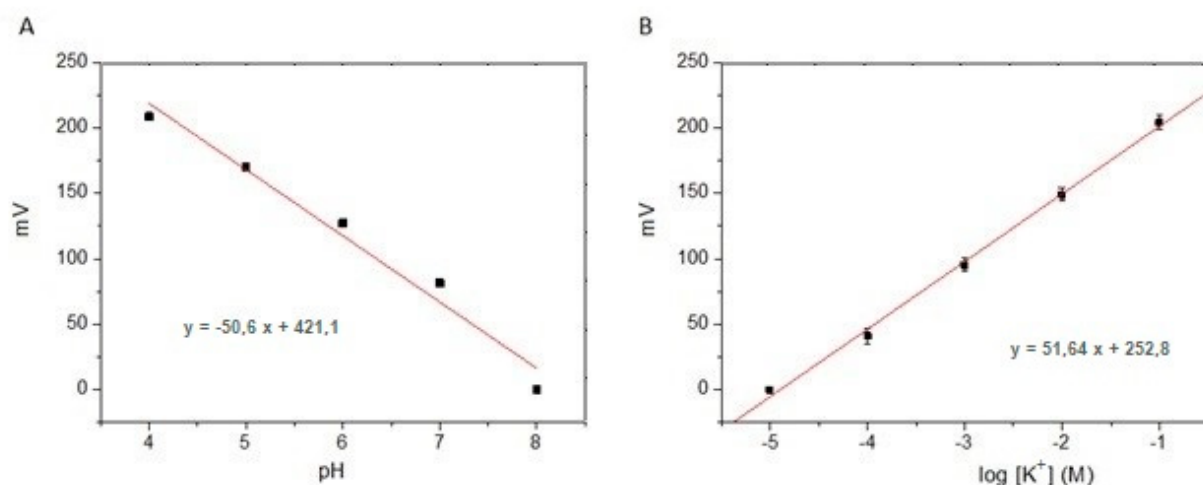 A
250
200
150
100
50
0
mV
y = -50,6 x + 421,1
4 5 6 7 8
pH
B
250
200
150
100
50
0
mV
y = 51,64 x + 252,8
-5 -4 -3 -2 -1
log [K⁺] (M)